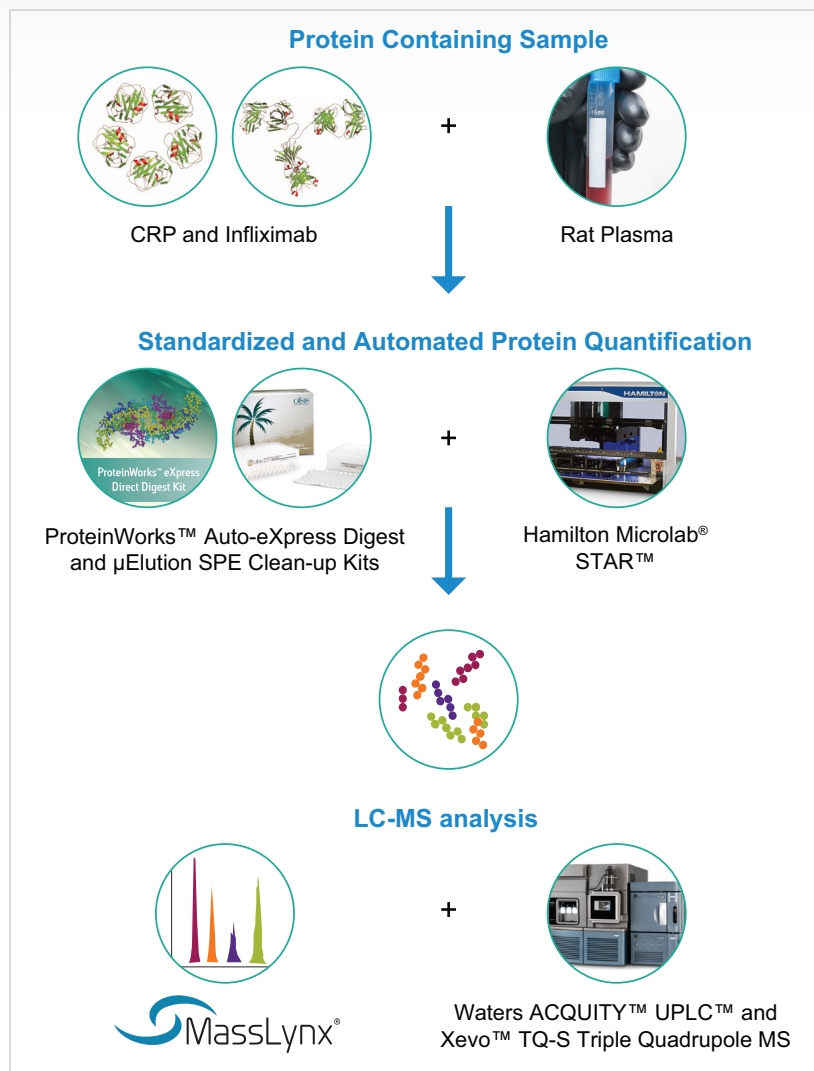 Protein Containing Sample
+
CRP and Infliximab
Rat Plasma
Standardized and Automated Protein Quantification
ProteinWorks™ eXpress
Direct Digest Kit
OASIS
+
HAMILTON
ProteinWorks™ Auto-eXpress Digest
and µElution SPE Clean-up Kits
Hamilton Microlab®
STAR™
LC-MS analysis
+
MassLynx®
Waters ACQUITY™ UPLC™ and
Xevo™ TQ-S Triple Quadrupole MS